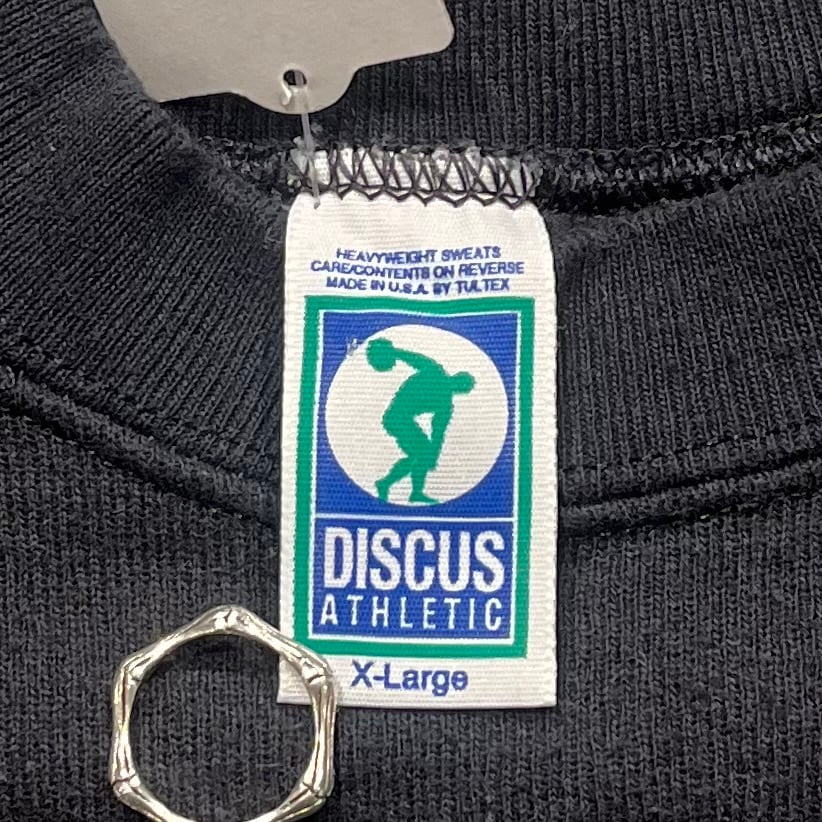 HEAVYWEIGHT SWEATS
CARE/CONTENTS ON REVERSE
MADE IN U.S.A. BY TULTEX
DISCUS
ATHLETIC
X-Large